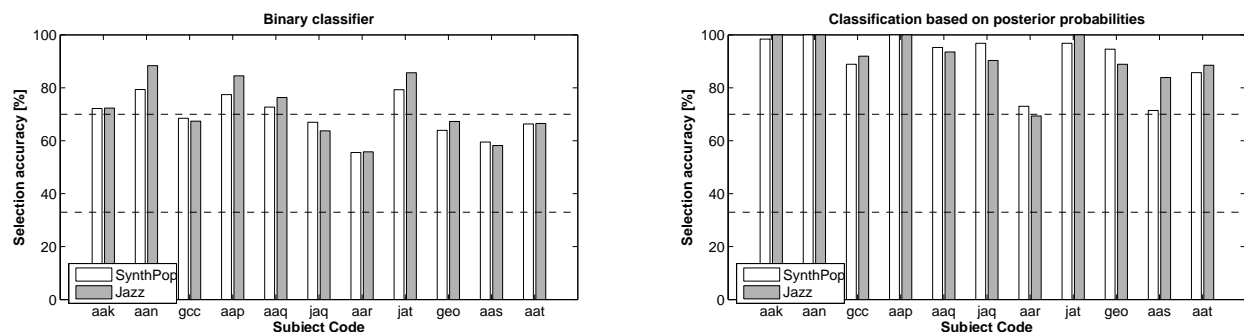 Binary classifier
100
80
60
40
20
0
Selection accuracy [%]
SynthPop
Jazz
aak aan gcc aap aaq jaq aar jat geo aas aat
Subject Code
Classification based on posterior probabilities
100
80
60
40
20
0
Selection accuracy [%]
SynthPop
Jazz
aak aan gcc aap aaq jaq aar jat geo aas aat
Subject Code